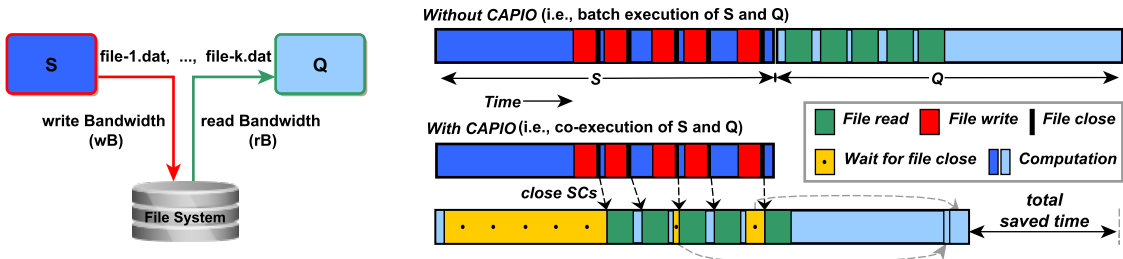 S
file-1.dat, ..., file-k.dat
Q
write Bandwidth
(wB)
read Bandwidth
(rB)
File System
Without CAPIO (i.e., batch execution of S and Q)
S
Q
Time
With CAPIO (i.e., co-execution of S and Q)
close SCs
File read
File write
File close
Wait for file close
Computation
total
saved time